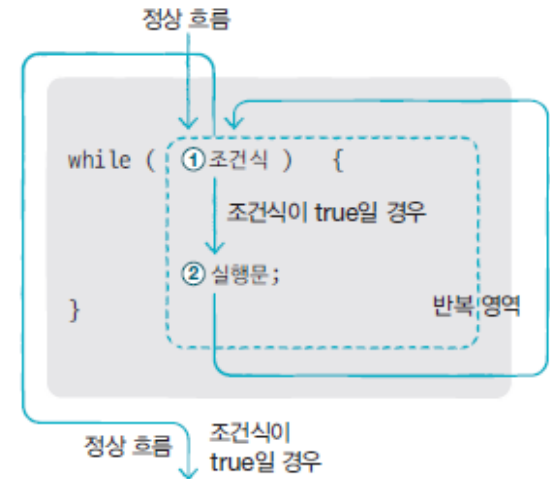 정상 흐름
while ( ①조건식 ) {
조건식이 true일 경우
② 실행문;
} 반복 영역
정상 흐름 조건식이
true일 경우